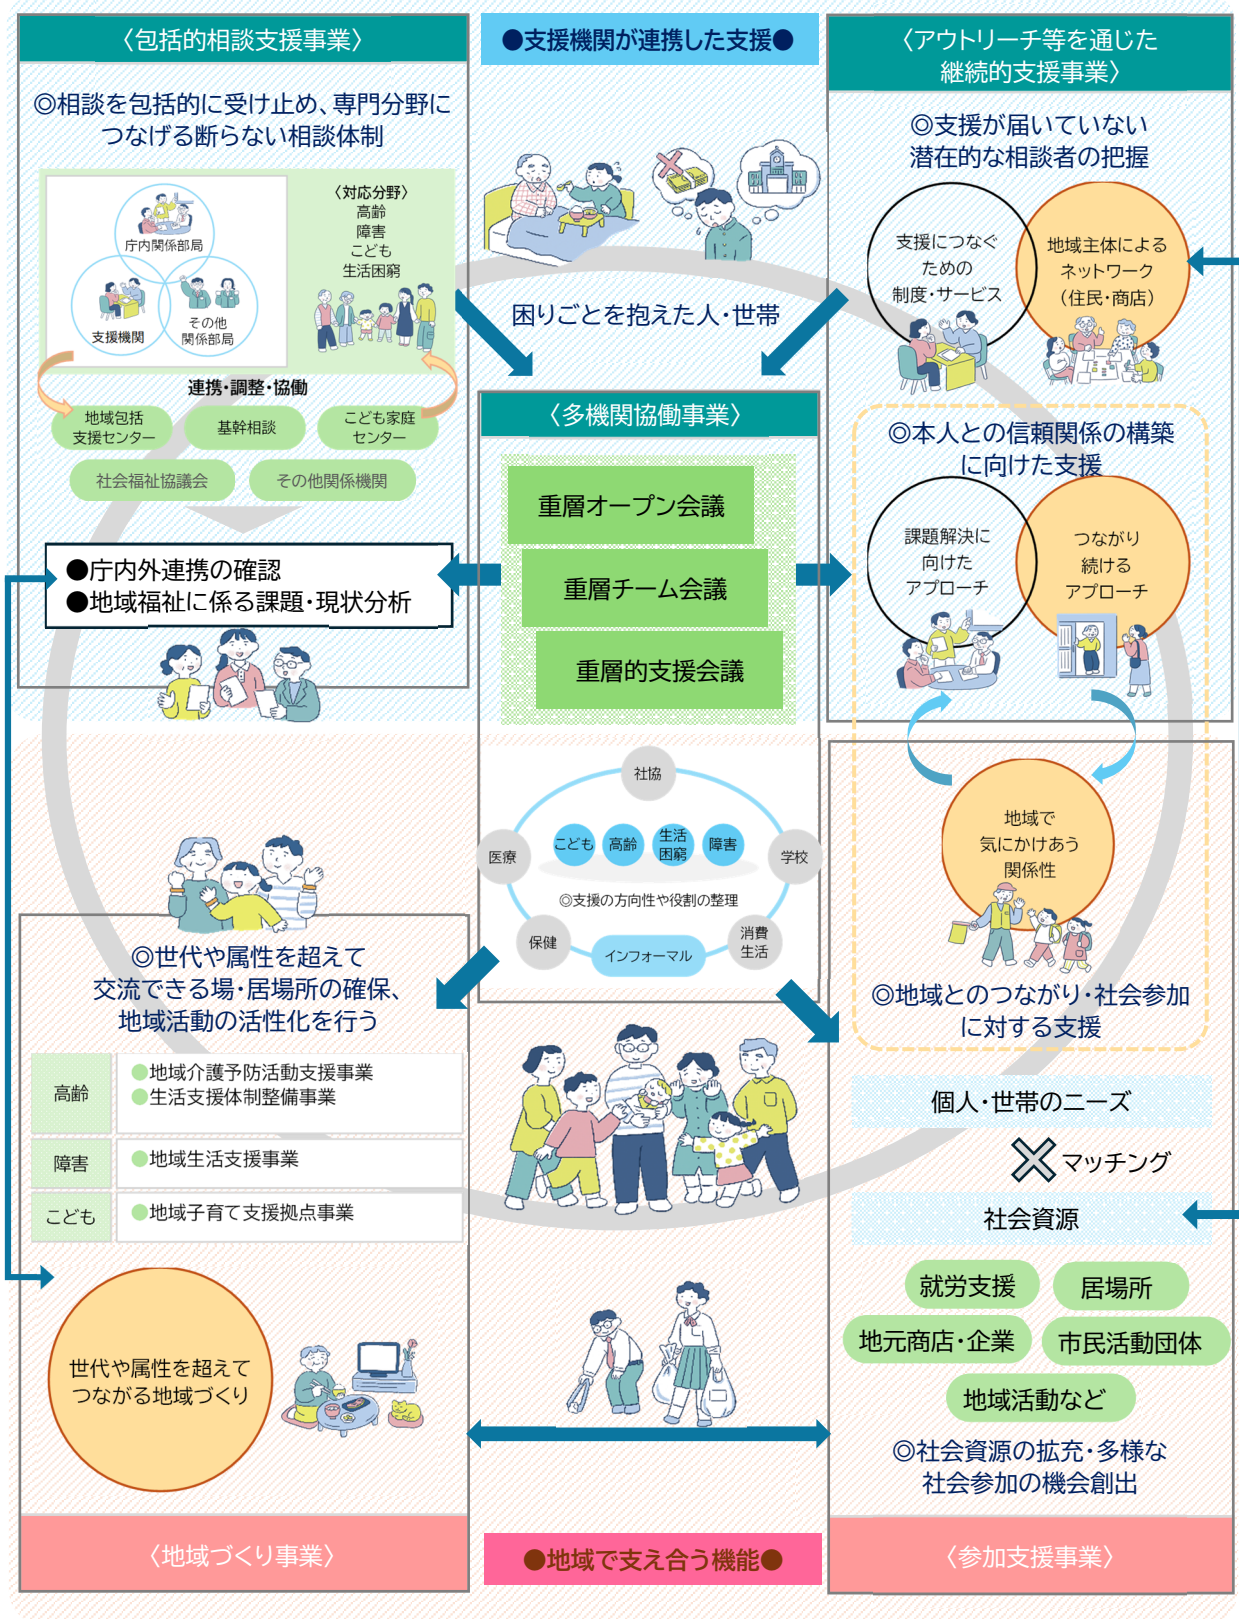 〈包括的相談支援事業〉
◎相談を包括的に受け止め、専門分野に
つなげる断らない相談体制
庁内関係部局
支援機関
その他
関係部局
〈対応分野〉
高齢
障害
こども
生活困窮
連携・調整・協働
地域包括
支援センター
基幹相談
こども家庭
センター
社会福祉協議会
その他関係機関
●庁内外連携の確認
●地域福祉に係る課題・現状分析
●支援機関が連携した支援●
困りごとを抱えた人・世帯
〈多機関協働事業〉
重層オープン会議
重層チーム会議
重層的支援会議
社協
医療
学校
こども
高齢
生活
困窮
障害
◎支援の方向性や役割の整理
保健
インフォーマル
消費
生活
〈アウトリーチ等を通じた
継続的支援事業〉
◎支援が届いていない
潜在的な相談者の把握
支援につなぐ
ための
制度・サービス
地域主体による
ネットワーク
（住民・商店）
◎本人との信頼関係の構築
に向けた支援
課題解決に
向けた
アプローチ
つながり
続ける
アプローチ
地域で
気にかけあう
関係性
◎地域とのつながり・社会参加
に対する支援
個人・世帯のニーズ
マッチング
社会資源
就労支援
居場所
地元商店・企業
市民活動団体
地域活動など
◎社会資源の拡充・多様な
社会参加の機会創出
〈参加支援事業〉
◎世代や属性を超えて
交流できる場・居場所の確保、
地域活動の活性化を行う
高齢
●地域介護予防活動支援事業
●生活支援体制整備事業
障害
●地域生活支援事業
こども
●地域子育て支援拠点事業
世代や属性を超えて
つながる地域づくり
〈地域づくり事業〉
●地域で支え合う機能●